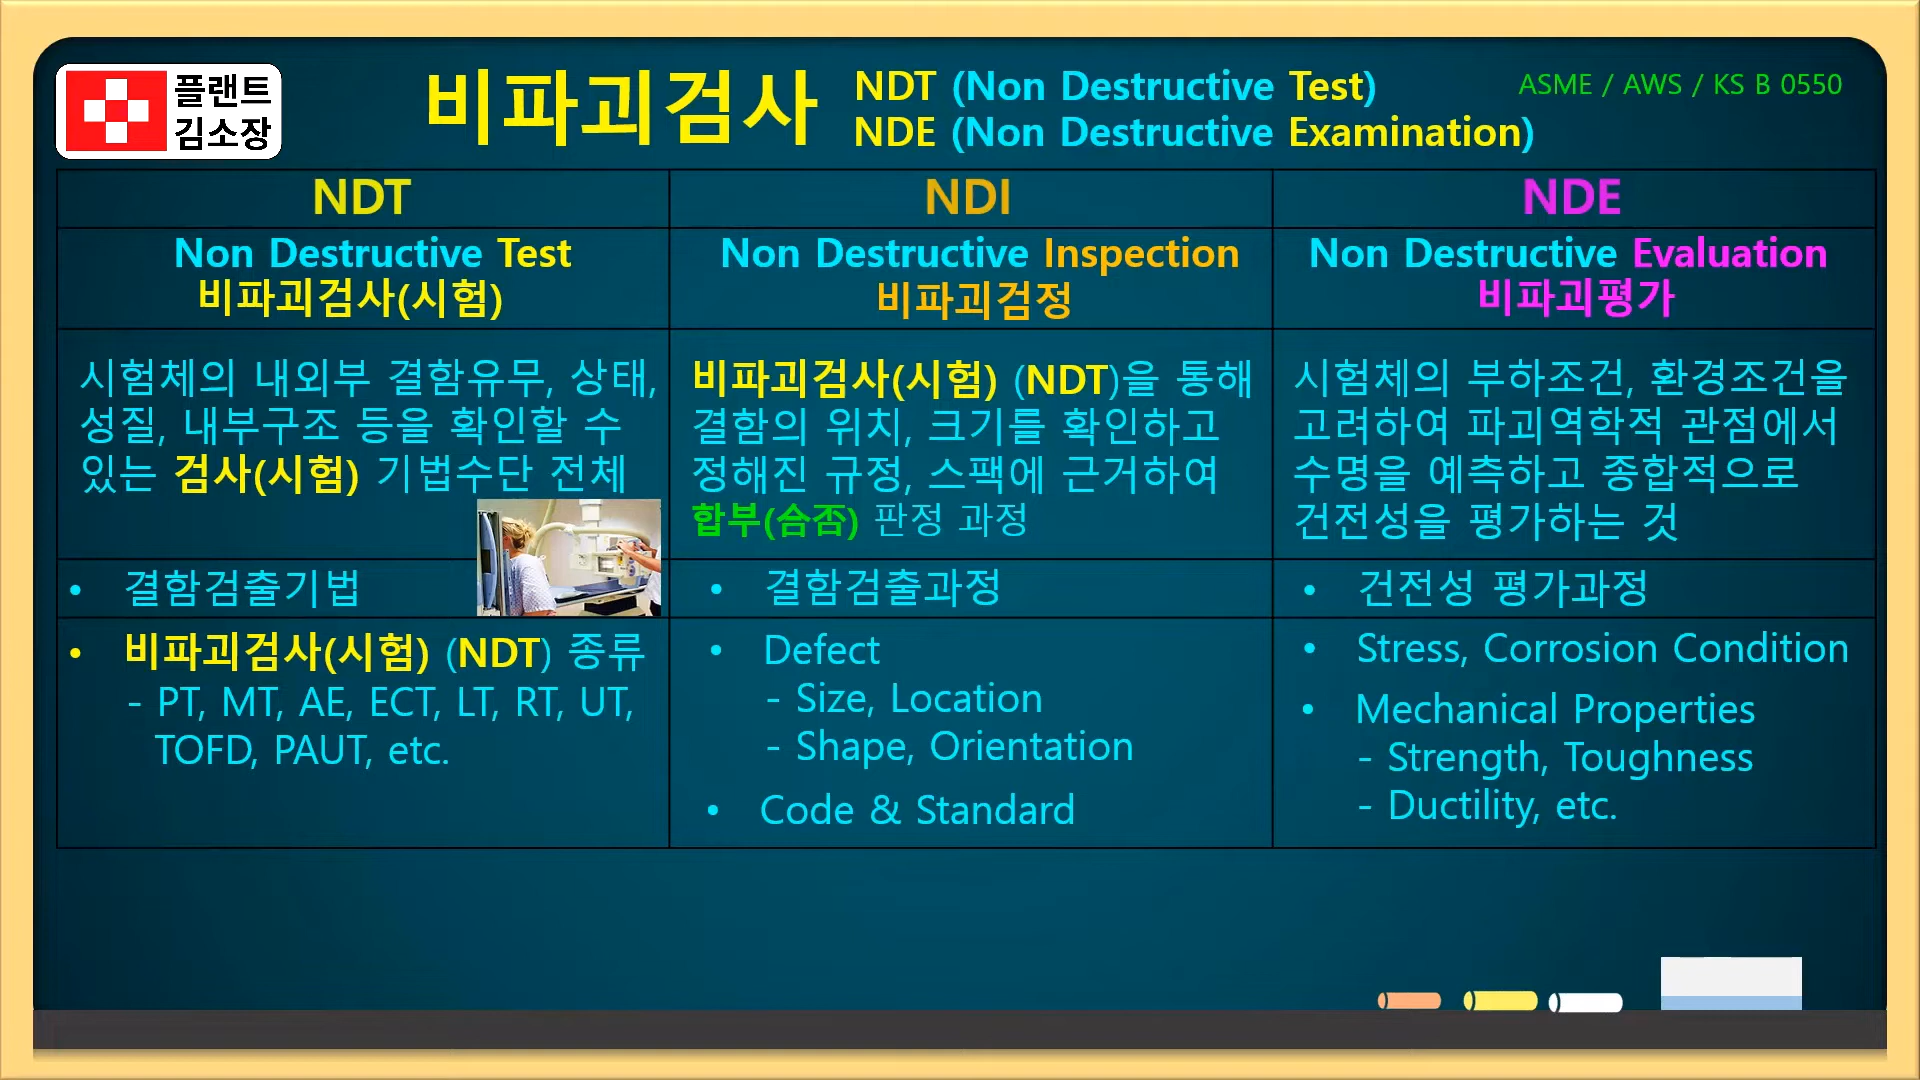 플랜트
김소장
비파괴검사
NDT (Non Destructive Test)
NDE (Non Destructive Examination)
ASME / AWS / KS B 0550
NDT
Non Destructive Test
비파괴검사(시험)
시험체의 내외부 결함유무, 상태,
성질, 내부구조 등을 확인할 수
있는 검사(시험) 기법수단 전체
• 결함검출기법
• 비파괴검사(시험) (NDT) 종류
- PT, MT, AE, ECT, LT, RT, UT,
TOFD, PAUT, etc.
NDI
Non Destructive Inspection
비파괴검정
비파괴검사(시험) (NDT)을 통해
결함의 위치, 크기를 확인하고
정해진 규정, 스팩에 근거하여
합부(合否) 판정 과정
• 결함검출과정
• Defect
- Size, Location
- Shape, Orientation
• Code & Standard
NDE
Non Destructive Evaluation
비파괴평가
시험체의 부하조건, 환경조건을
고려하여 파괴역학적 관점에서
수명을 예측하고 종합적으로
건전성을 평가하는 것
• 건전성 평가과정
• Stress, Corrosion Condition
• Mechanical Properties
- Strength, Toughness
- Ductility, etc.